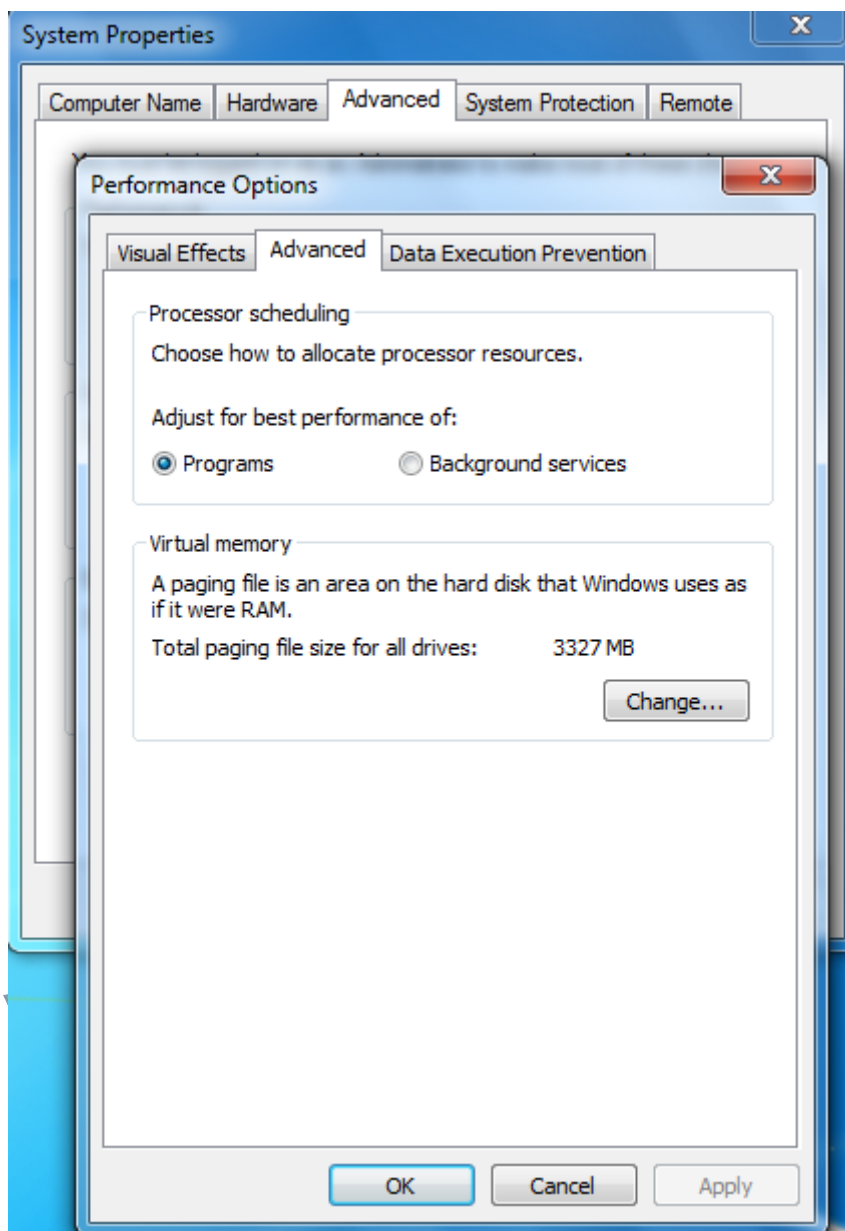 System Properties
Computer Name Hardware Advanced System Protection Remote
Performance Options
Visual Effects Advanced Data Execution Prevention
Processor scheduling
Choose how to allocate processor resources.
Adjust for best performance of:
Programs Background services
Virtual memory
A paging file is an area on the hard disk that Windows uses as
if it were RAM.
Total paging file size for all drives: 3327 MB
Change...
OK Cancel Apply